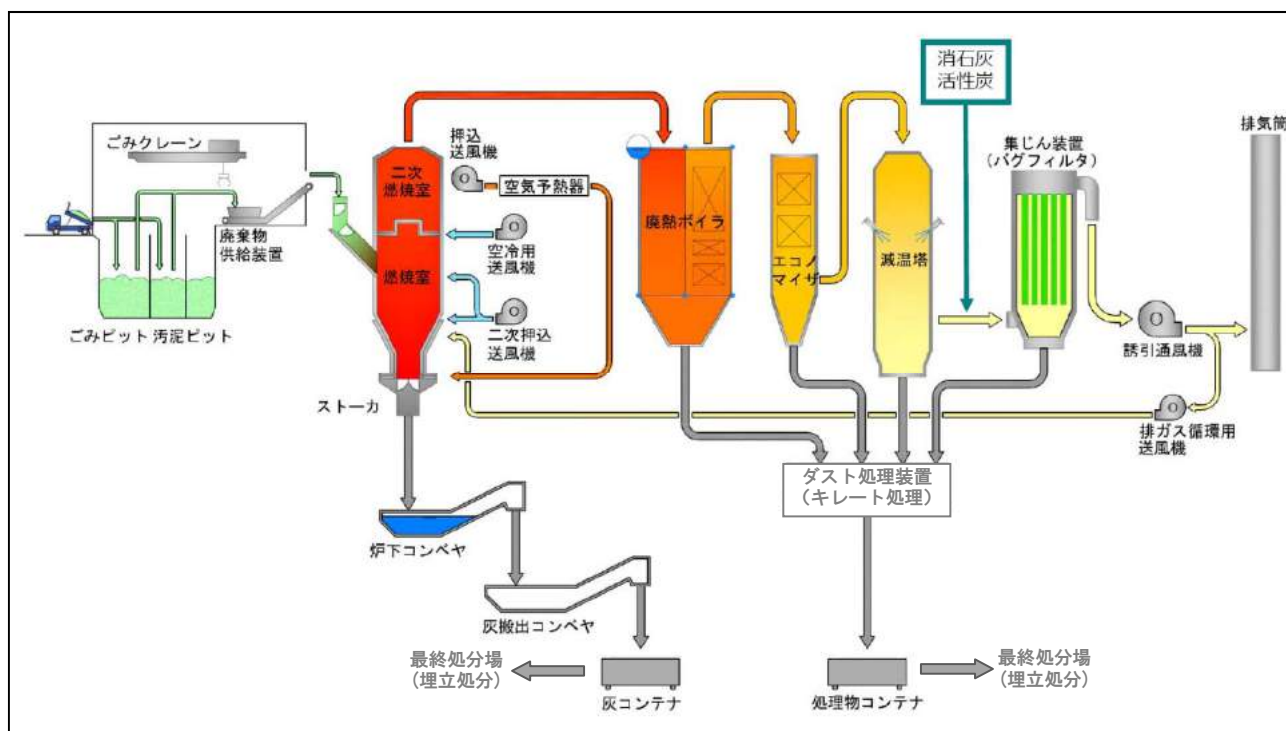 消石灰
活性炭
排気筒
ごみクレーン
押込
送風機
集じん装置
(バグフィルタ)
二次
燃焼室
空気予熱器
廃棄物
供給装置
廃熱ボイラ
空冷用
送風機
エコノ
マイザ
減温塔
燃焼室
ごみピット
汚泥ピット
二次押込
送風機
誘引通風機
ストーカ
排ガス循環用
送風機
ダスト処理装置
(キレート処理)
炉下コンベヤ
灰搬出コンベヤ
最終処分場
(埋立処分)
最終処分場
(埋立処分)
灰コンテナ
処理物コンテナ